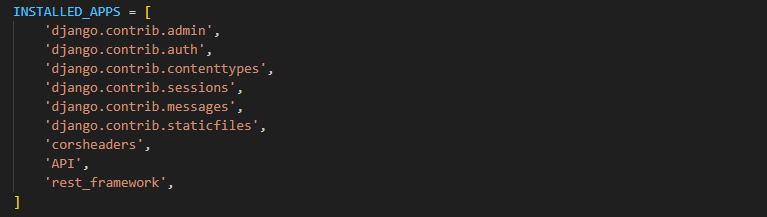 INSTALLED_APPS = [
    'django.contrib.admin',
    'django.contrib.auth',
    'django.contrib.contenttypes',
    'django.contrib.sessions',
    'django.contrib.messages',
    'django.contrib.staticfiles',
    'corsheaders',
    'API',
    'rest_framework',
]